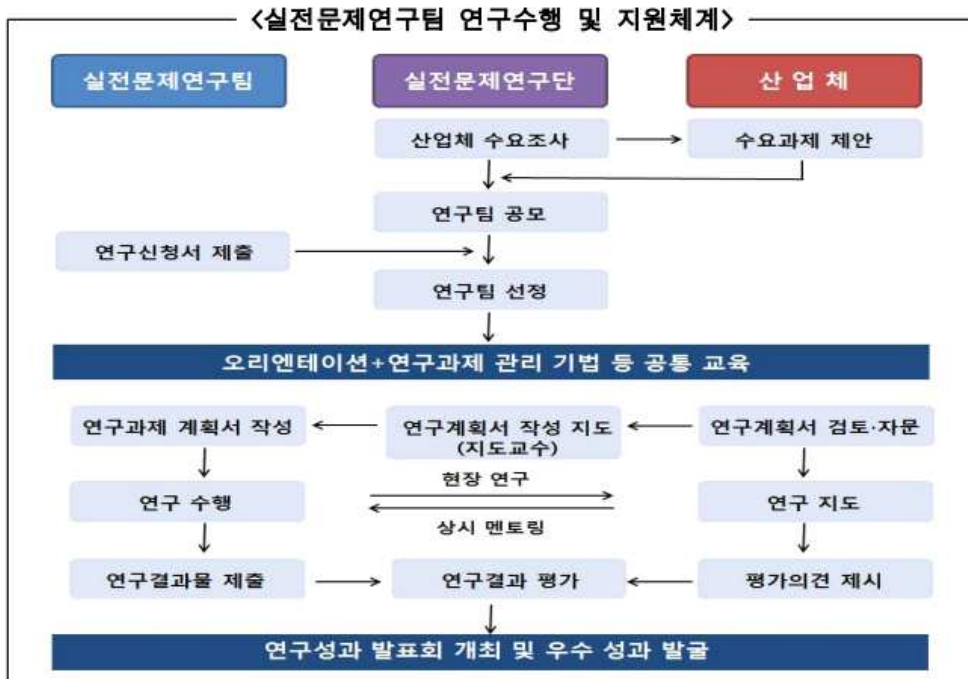 <실전문제연구팀 연구수행 및 지원체계>
실전문제연구팀
실전문제연구단
산 업 체
산업체 수요조사
수요과제 제안
연구팀 공모
연구신청서 제출
연구팀 선정
오리엔테이션+연구과제 관리 기법 등 공통 교육
연구과제 계획서 작성
연구계획서 작성 지도
(지도교수)
연구계획서 검토·자문
현장 연구
연구 수행
연구 지도
상시 멘토링
연구결과물 제출
연구결과 평가
평가의견 제시
연구성과 발표회 개최 및 우수 성과 발굴